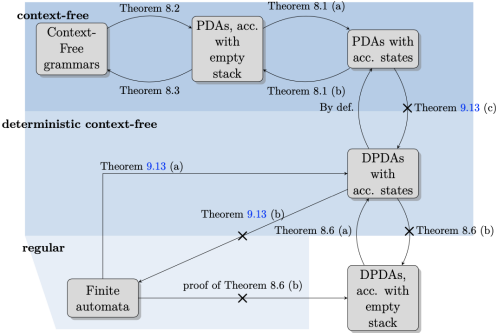 context-free
Theorem 8.2
Theorem 8.1 (a)
Context-
Free
grammars
PDAs, acc.
with
empty
stack
PDAs with
acc. states
Theorem 8.3
Theorem 8.1 (b)
By def.
Theorem 9.13 (c)
deterministic context-free
Theorem 9.13 (a)
DPDAs
with
acc. states
Theorem 9.13 (b)
Theorem 8.6 (a)
Theorem 8.6 (b)
regular
Finite
automata
proof of Theorem 8.6 (b)
DPDAs,
acc. with
empty
stack